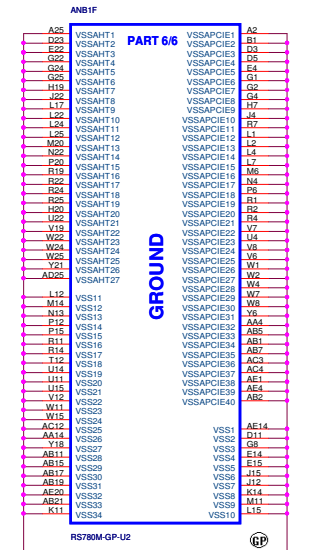 ANB1F
PART 6/6
A25 VSSAHT1
D23 VSSAHT2
E22 VSSAHT3
G22 VSSAHT4
G24 VSSAHT5
G25 VSSAHT6
H19 VSSAHT7
J22 VSSAHT8
L17 VSSAHT9
L22 VSSAHT10
L24 VSSAHT11
L25 VSSAHT12
M20 VSSAHT13
N22 VSSAHT14
P20 VSSAHT15
R19 VSSAHT16
R22 VSSAHT17
R24 VSSAHT18
R25 VSSAHT19
H20 VSSAHT20
U22 VSSAHT21
V19 VSSAHT22
W22 VSSAHT23
W24 VSSAHT24
W25 VSSAHT25
Y21 VSSAHT26
AD25 VSSAHT27
L12 VSS11
M14 VSS12
N13 VSS13
P12 VSS14
P15 VSS15
R11 VSS16
R14 VSS17
T12 VSS18
U14 VSS19
U11 VSS20
U15 VSS21
V12 VSS22
W11 VSS23
W15 VSS24
AC12 VSS25
AA14 VSS26
Y18 VSS27
AB11 VSS28
AB15 VSS29
AB17 VSS30
AB19 VSS31
AE20 VSS32
AB21 VSS33
K11 VSS34
GROUND
VSSAPCIE1 A2
VSSAPCIE2 B1
VSSAPCIE3 D3
VSSAPCIE4 D5
VSSAPCIE5 E4
VSSAPCIE6 G1
VSSAPCIE7 G2
VSSAPCIE8 G4
VSSAPCIE9 H7
VSSAPCIE10 J4
VSSAPCIE11 R7
VSSAPCIE12 L1
VSSAPCIE13 L2
VSSAPCIE14 L4
VSSAPCIE15 L7
VSSAPCIE16 M6
VSSAPCIE17 N4
VSSAPCIE18 P6
VSSAPCIE19 R1
VSSAPCIE20 R2
VSSAPCIE21 R4
VSSAPCIE22 V7
VSSAPCIE23 U4
VSSAPCIE24 V8
VSSAPCIE25 V6
VSSAPCIE26 W1
VSSAPCIE27 W2
VSSAPCIE28 W4
VSSAPCIE29 W7
VSSAPCIE30 W8
VSSAPCIE31 Y6
VSSAPCIE32 AA4
VSSAPCIE33 AB5
VSSAPCIE34 AB1
VSSAPCIE35 AB7
VSSAPCIE36 AC3
VSSAPCIE37 AC4
VSSAPCIE38 AE1
VSSAPCIE39 AE4
VSSAPCIE40 AB2
VSS1 AE14
VSS2 D11
VSS3 G8
VSS4 E14
VSS5 E15
VSS6 J15
VSS7 J12
VSS8 K14
VSS9 M11
VSS10 L15
RS780M-GP-U2
GP